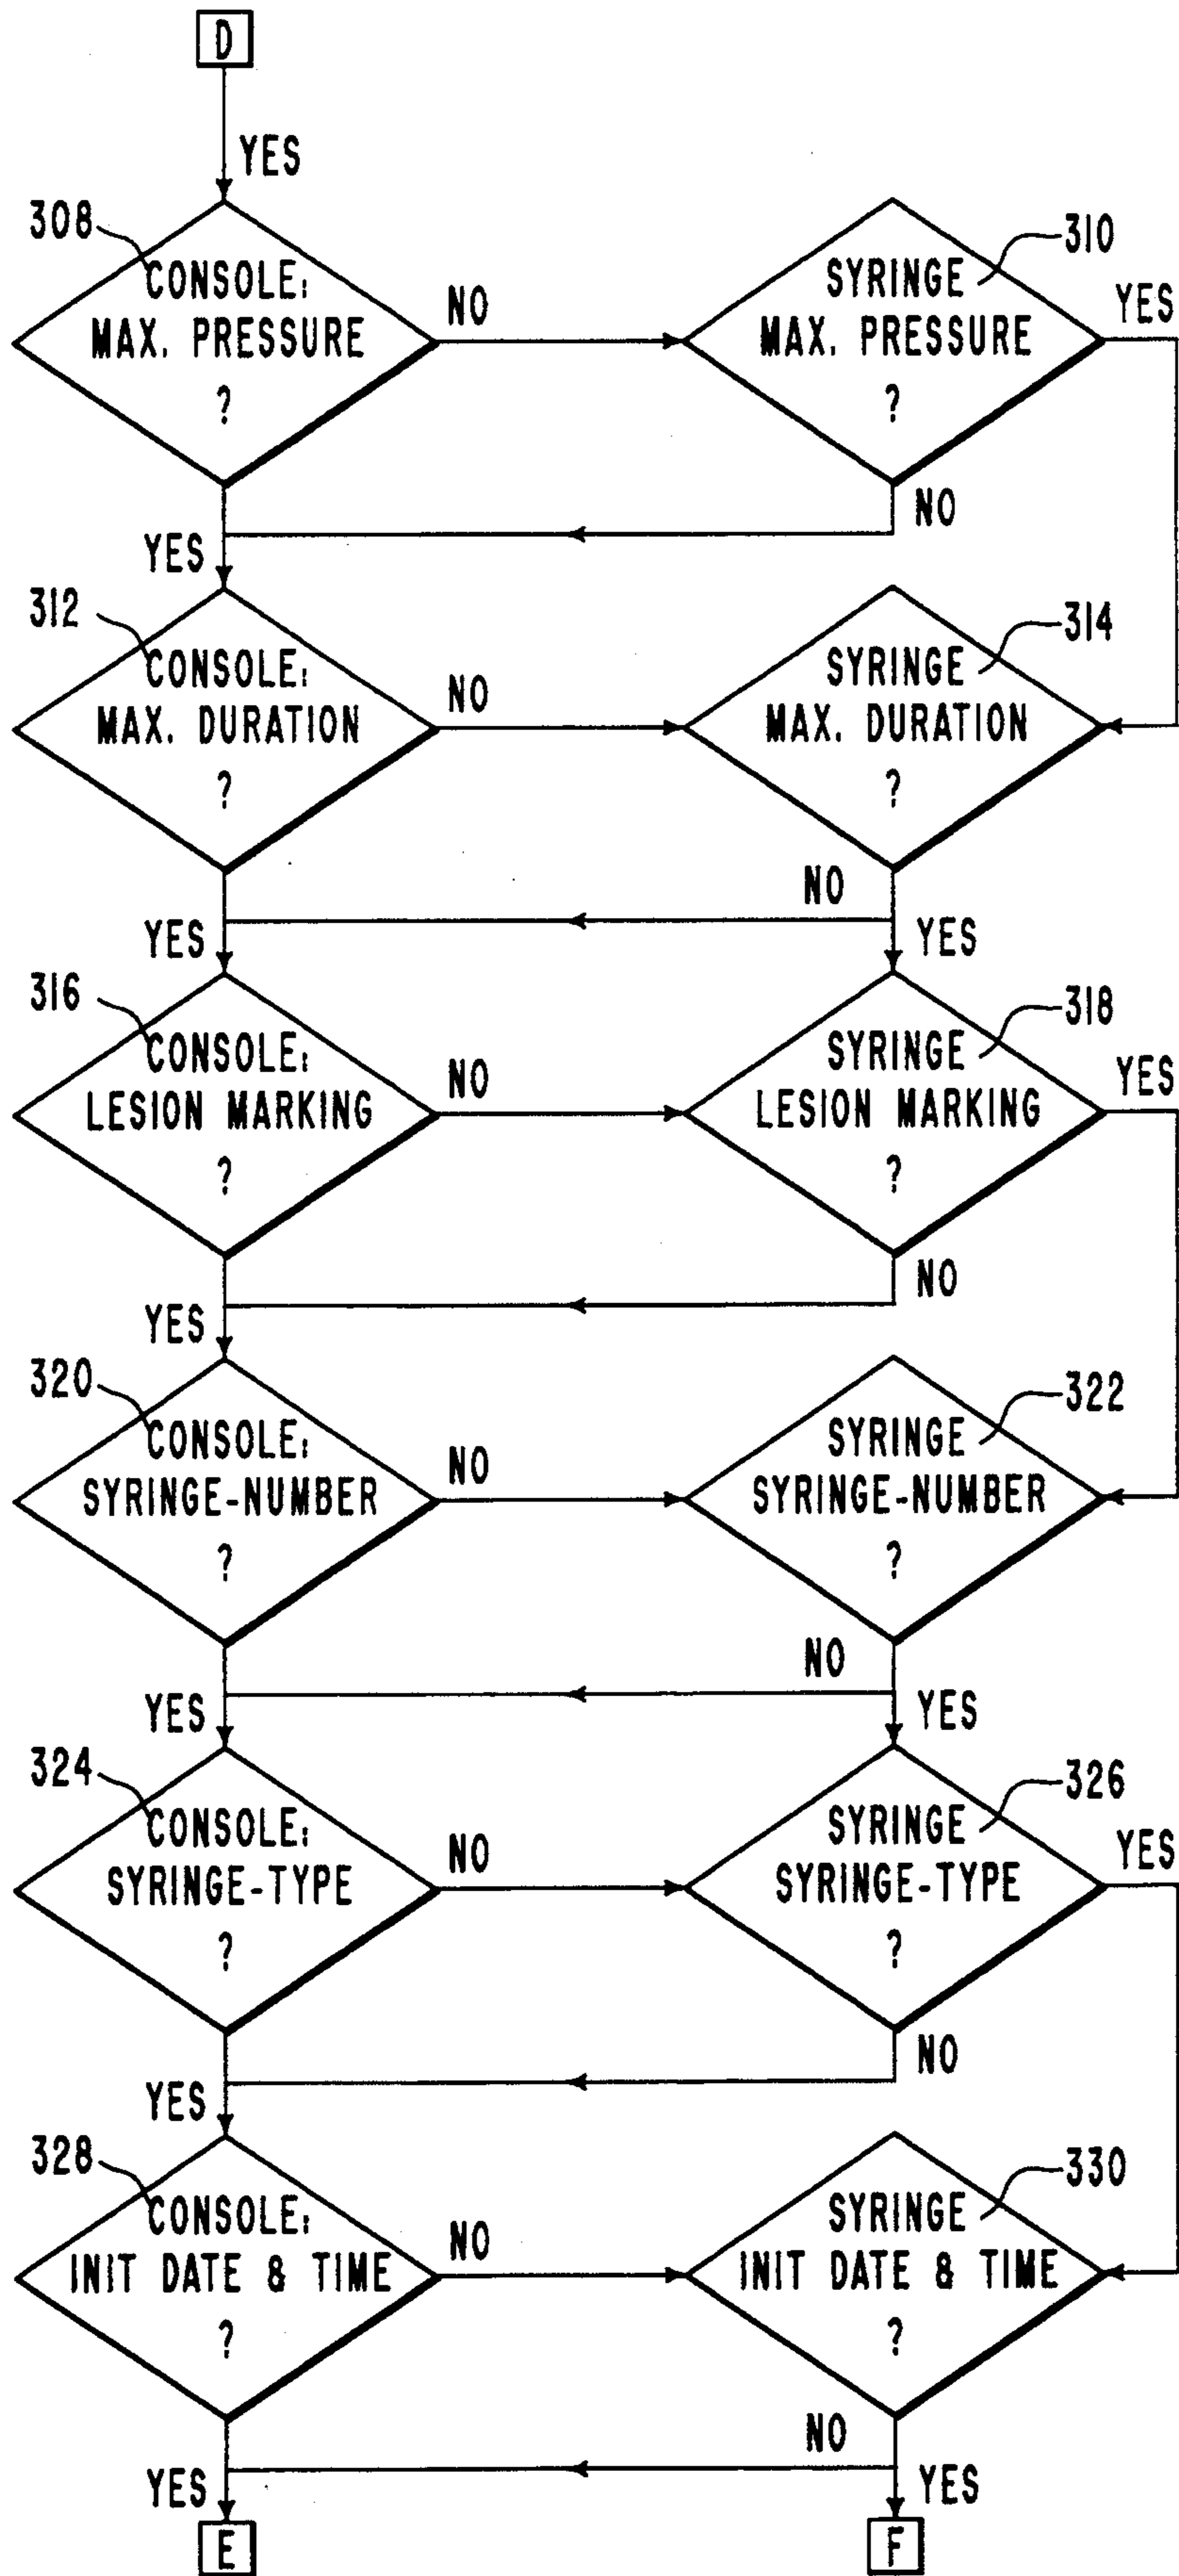 D
YES
308
CONSOLE:
MAX. PRESSURE
?
NO
310
SYRINGE
MAX. PRESSURE
?
YES
NO
YES
312
CONSOLE:
MAX. DURATION
?
NO
314
SYRINGE
MAX. DURATION
?
NO
YES
YES
316
CONSOLE:
LESION MARKING
?
NO
318
SYRINGE
LESION MARKING
?
YES
NO
YES
320
CONSOLE:
SYRINGE-NUMBER
?
NO
322
SYRINGE
SYRINGE-NUMBER
?
NO
YES
YES
324
CONSOLE:
SYRINGE-TYPE
?
NO
326
SYRINGE
SYRINGE-TYPE
?
YES
NO
YES
328
CONSOLE:
INIT DATE & TIME
?
NO
330
SYRINGE
INIT DATE & TIME
?
NO
YES
YES
E
F